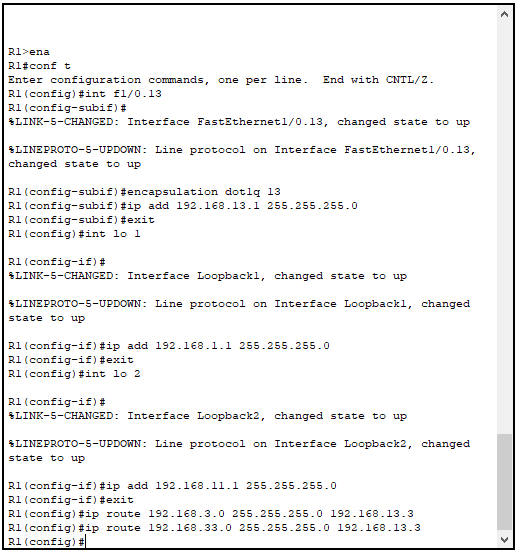 R1>ena
R1#conf t
Enter configuration commands, one per line.  End with CNTL/Z.
R1(config)#int f1/0.13
R1(config-subif)#
%LINK-5-CHANGED: Interface FastEthernet1/0.13, changed state to up
%LINEPROTO-5-UPDOWN: Line protocol on Interface FastEthernet1/0.13,
changed state to up
R1(config-subif)#encapsulation dot1q 13
R1(config-subif)#ip add 192.168.13.1 255.255.255.0
R1(config-subif)#exit
R1(config)#int lo 1
R1(config-if)#
%LINK-5-CHANGED: Interface Loopback1, changed state to up
%LINEPROTO-5-UPDOWN: Line protocol on Interface Loopback1, changed
state to up
R1(config-if)#ip add 192.168.1.1 255.255.255.0
R1(config-if)#exit
R1(config)#int lo 2
R1(config-if)#
%LINK-5-CHANGED: Interface Loopback2, changed state to up
%LINEPROTO-5-UPDOWN: Line protocol on Interface Loopback2, changed
state to up
R1(config-if)#ip add 192.168.11.1 255.255.255.0
R1(config-if)#exit
R1(config)#ip route 192.168.3.0 255.255.255.0 192.168.13.3
R1(config)#ip route 192.168.33.0 255.255.255.0 192.168.13.3
R1(config)#